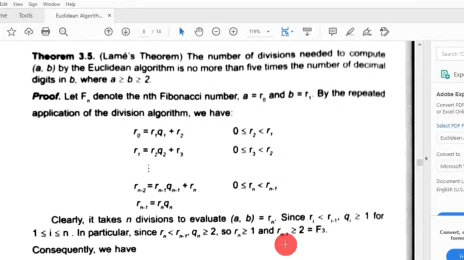 Edit View Sign Window Help
ome Tools Euclidean Algorithm...
8 / 14 119%
Theorem 3.5. (Lamé's Theorem) The number of divisions needed to compute
(a, b) by the Euclidean algorithm is no more than five times the number of decimal
digits in b, where a ≥ b ≥ 2.
Proof. Let Fₙ denote the nth Fibonacci number, a = r₀ and b = r₁. By the repeated
application of the division algorithm, we have:
r₀ = r₁q₁ + r₂ 0 ≤ r₂ < r₁
r₁ = r₂q₂ + r₃ 0 ≤ r₃ < r₂
⋮
rₙ₋₂ = rₙ₋₁qₙ₋₁ + rₙ 0 ≤ rₙ < rₙ₋₁
rₙ₋₁ = rₙqₙ
Clearly, it takes n divisions to evaluate (a, b) = rₙ. Since rᵢ < rᵢ₋₁, qᵢ ≥ 1 for
1 ≤ i ≤ n. In particular, since rₙ < rₙ₋₁, qₙ ≥ 2, so rₙ ≥ 1 and rₙ₋₁ ≥ 2 = F₃.
Consequently, we have
Search
Exp
Adobe Exp
Convert PDF
or Excel Onli
Select PDF F
Euclidean
Convert to
Microsoft
Document L
English (U.S.)
Convert, e